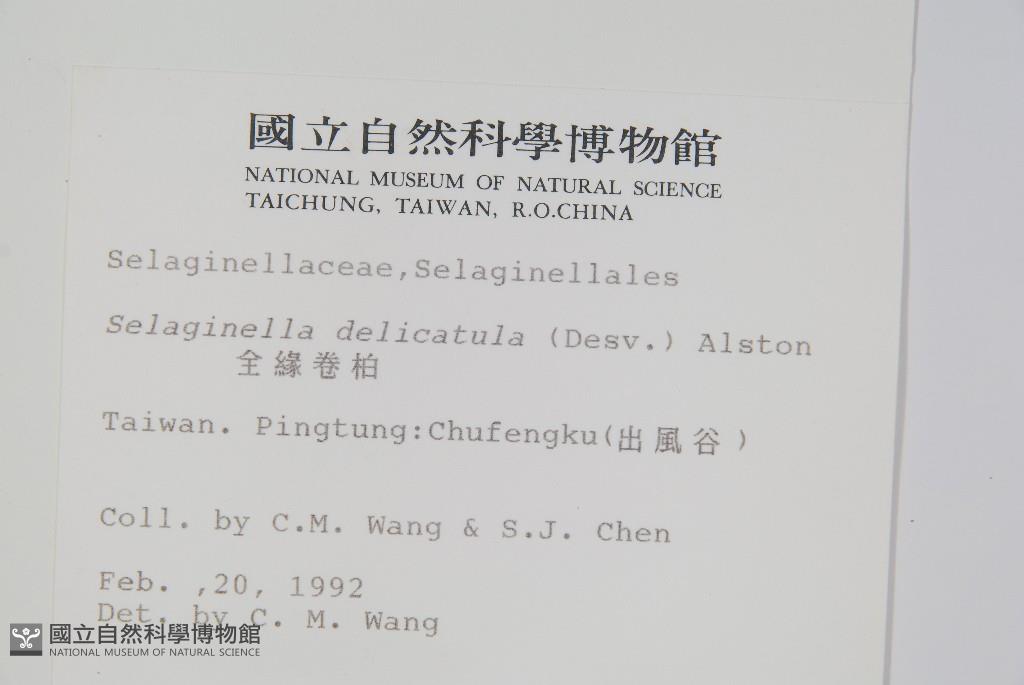 國立自然科學博物館
NATIONAL MUSEUM OF NATURAL SCIENCE
TAICHUNG, TAIWAN, R.O.CHINA
Selaginellaceae,Selaginellales
Selaginella delicatula (Desv.) Alston
全緣卷柏
Taiwan. Pingtung:Chufengku(出風谷)
Coll. by C.M. Wang & S.J. Chen
Feb. ,20, 1992
Det. by C. M. Wang
國立自然科學博物館
NATIONAL MUSEUM OF NATURAL SCIENCE